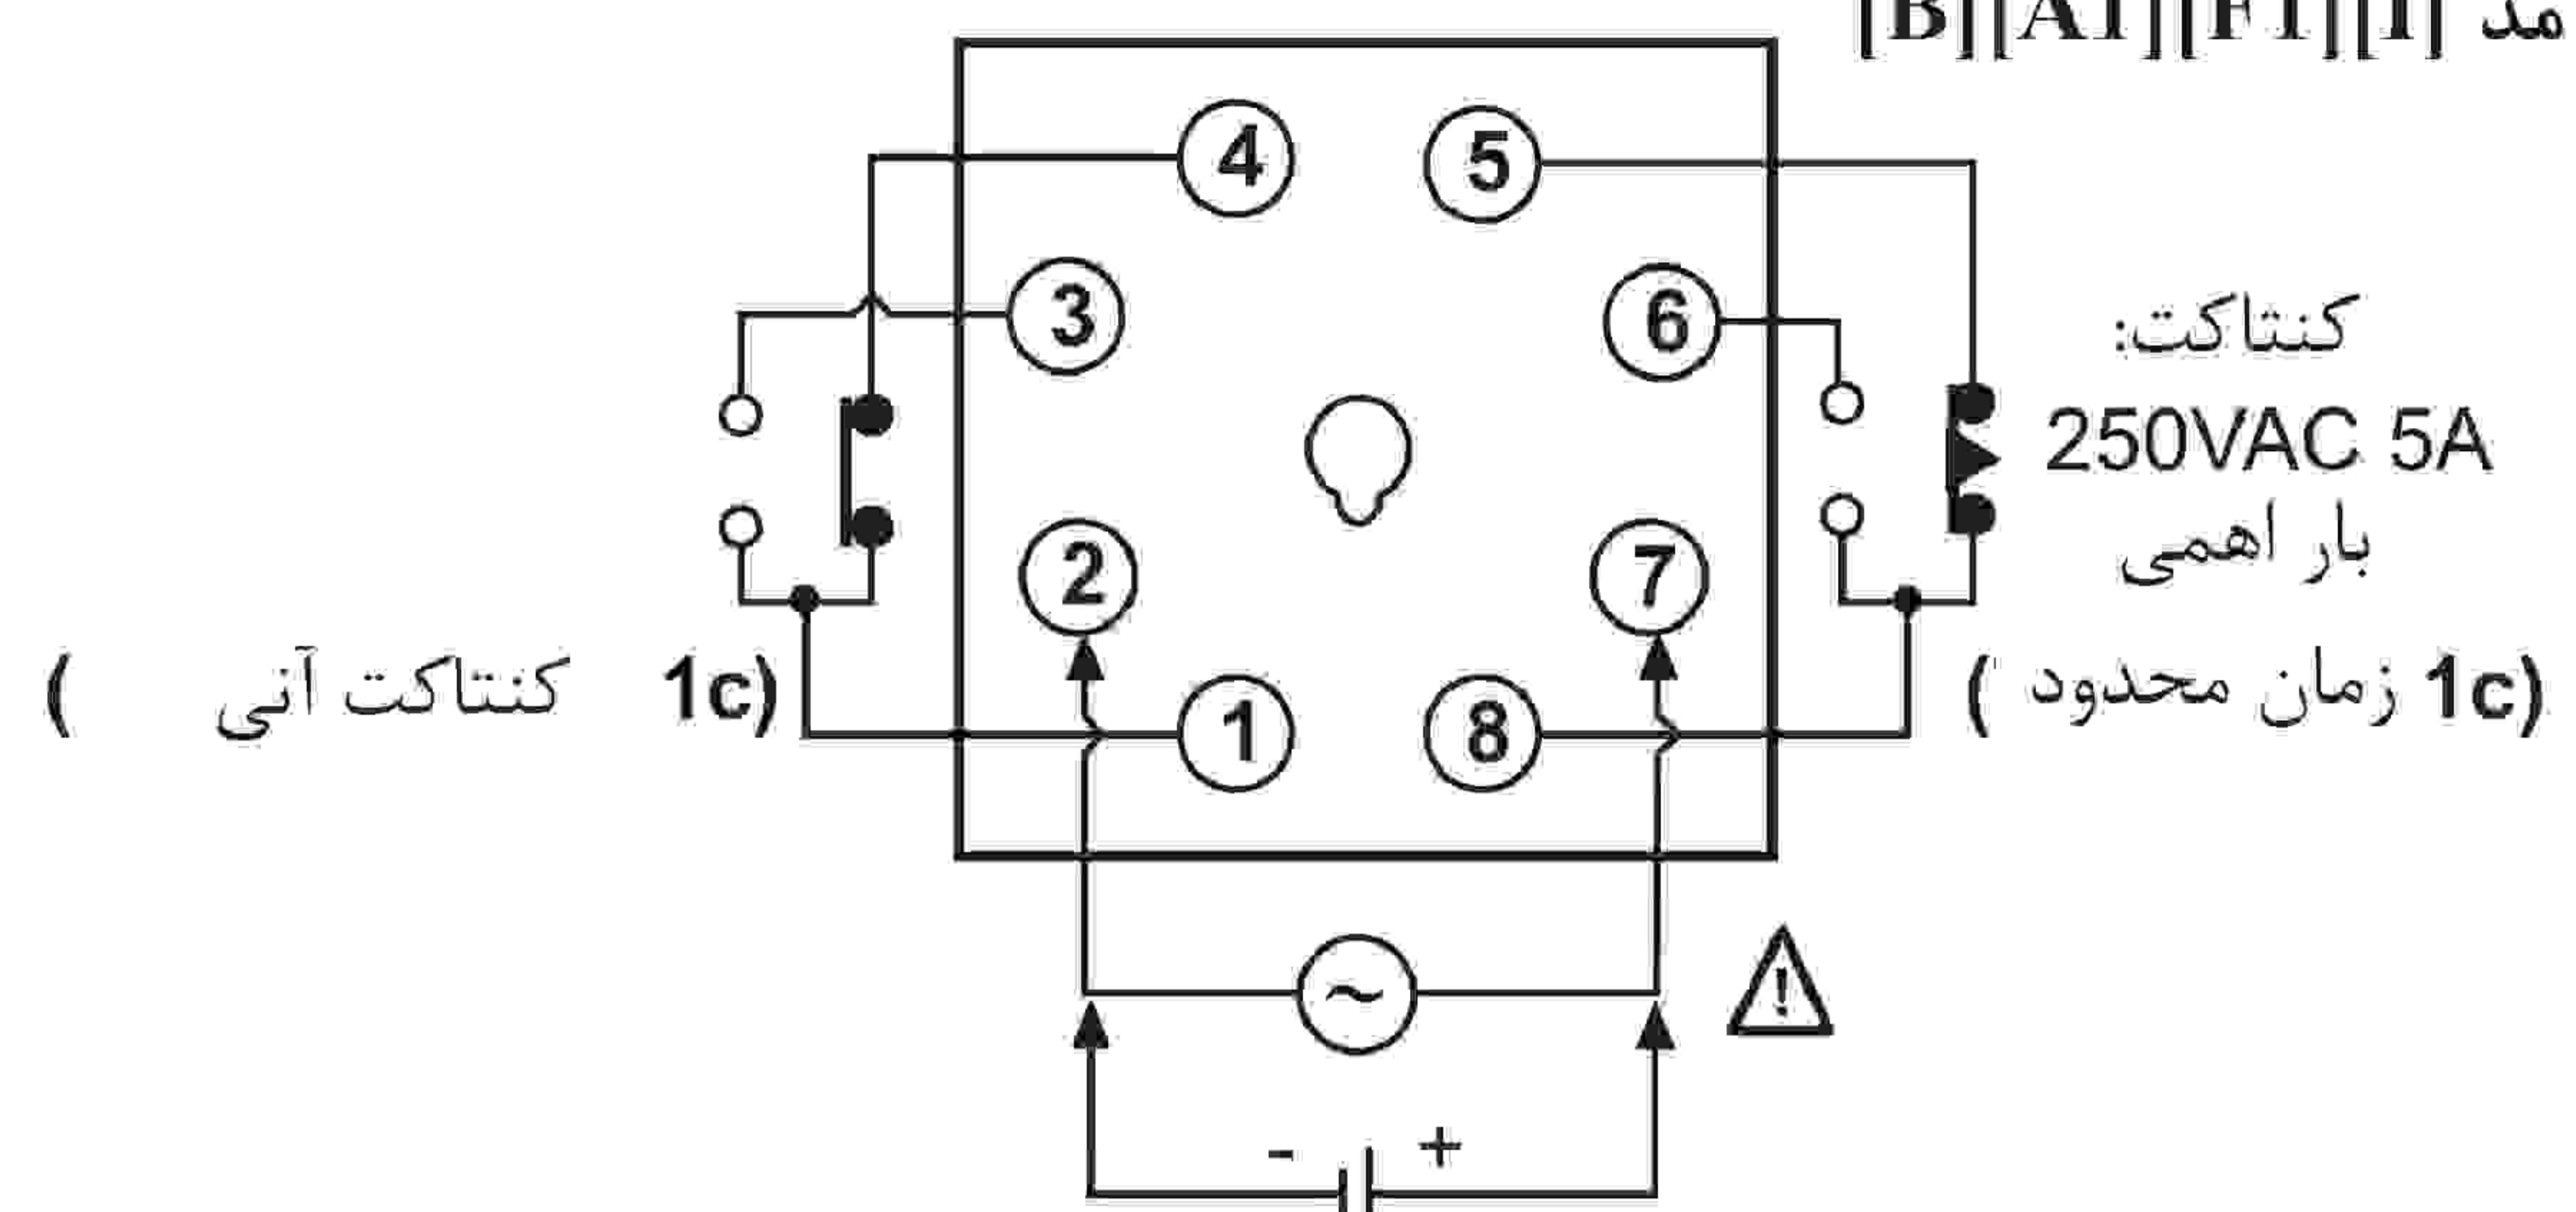 مد [B][A1][F1][I]
4
5
3
6
کنتاکت:
250VAC 5A
بار اهمی
2
7
(1c کنتاکت آنی )
(1c زمان محدود )
1
8
~
!
- +